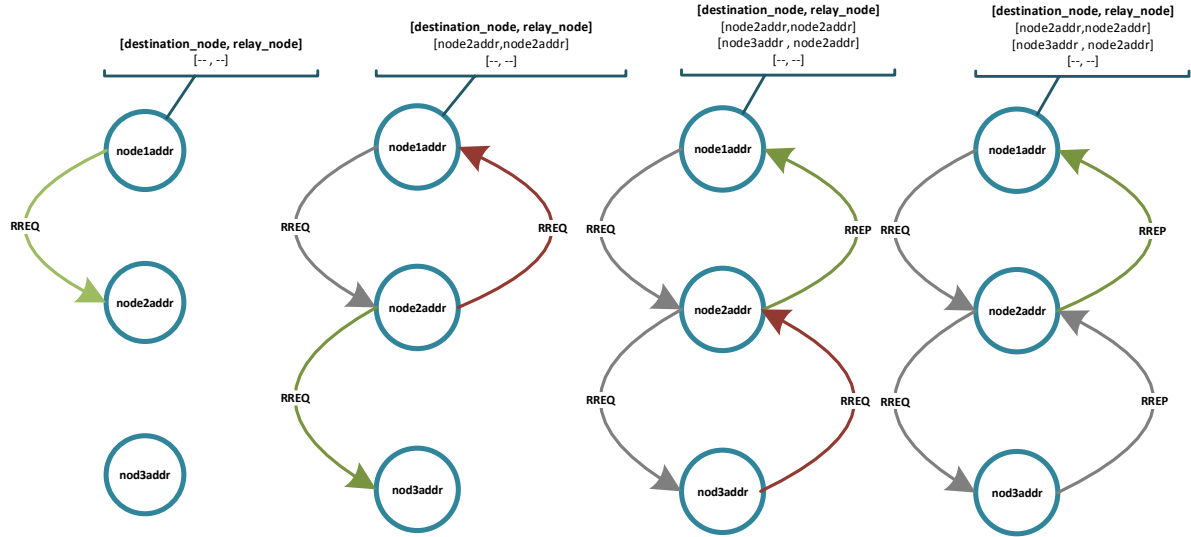 [destination_node, relay_node]
[-- , --]
node1addr
RREQ
node2addr
nod3addr
[destination_node, relay_node]
[node2addr,node2addr]
[--, --]
node1addr
RREQ
RREQ
node2addr
RREQ
nod3addr
[destination_node, relay_node]
[node2addr,node2addr]
[node3addr , node2addr]
[--, --]
node1addr
RREQ
RREP
node2addr
RREQ
RREQ
nod3addr
[destination_node, relay_node]
[node2addr, node2addr]
[node3addr , node2addr]
[--, --]
node1addr
RREQ
RREP
node2addr
RREQ
RREP
nod3addr